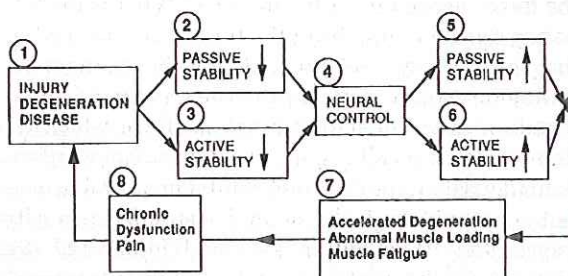 1
INJURY
DEGENERATION
DISEASE
2
PASSIVE
STABILITY
3
ACTIVE
STABILITY
4
NEURAL
CONTROL
5
PASSIVE
STABILITY
6
ACTIVE
STABILITY
7
Accelerated Degeneration
Abnormal Muscle Loading
Muscle Fatigue
8
Chronic
Dysfunction
Pain